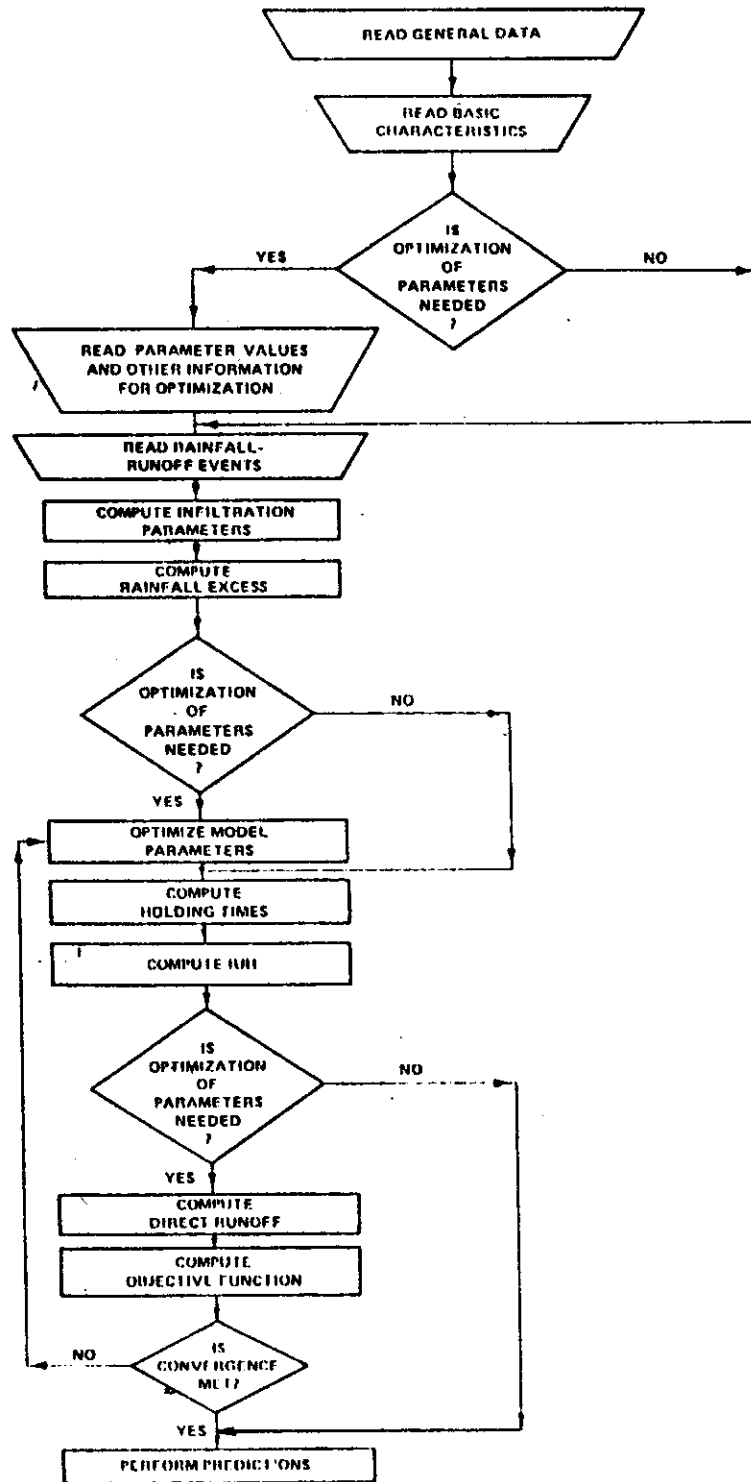 READ GENERAL DATA
READ BASIC
CHARACTERISTICS
IS
OPTIMIZATION
OF
PARAMETERS
NEEDED
?
YES
NO
READ PARAMETER VALUES
AND OTHER INFORMATION
FOR OPTIMIZATION
READ RAINFALL-
RUNOFF EVENTS
COMPUTE INFILTRATION
PARAMETERS
COMPUTE
RAINFALL EXCESS
IS
OPTIMIZATION
OF
PARAMETERS
NEEDED
?
NO
YES
OPTIMIZE MODEL
PARAMETERS
COMPUTE
HOLDING TIMES
COMPUTE IUH
IS
OPTIMIZATION
OF
PARAMETERS
NEEDED
?
NO
YES
COMPUTE
DIRECT RUNOFF
COMPUTE
OBJECTIVE FUNCTION
IS
CONVERGENCE
MET?
NO
YES
PERFORM PREDICTIONS